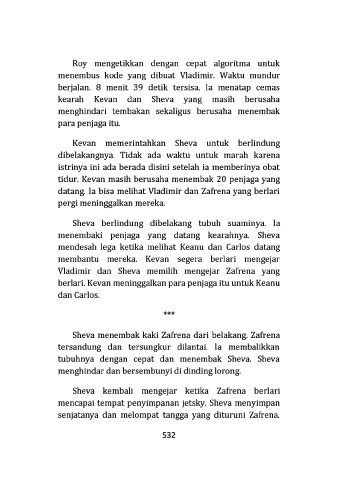 Roy mengetikkan dengan cepat algoritma untuk
menembus kode yang dibuat Vladimir. Waktu mundur
berjalan. 8 menit 39 detik tersisa. Ia menatap cemas
kearah Kevan dan Sheva yang masih berusaha
menghindari tembakan sekaligus berusaha menembak
para penjaga itu.
Kevan memerintahkan Sheva untuk berlindung
dibelakangnya. Tidak ada waktu untuk marah karena
istrinya ini ada berada disini setelah ia memberinya obat
tidur. Kevan masih berusaha menembak 20 penjaga yang
datang. Ia bisa melihat Vladimir dan Zafrena yang berlari
pergi meninggalkan mereka.
Sheva berlindung dibelakang tubuh suaminya. Ia
menembaki penjaga yang datang kearahnya. Sheva
mendesah lega ketika melihat Keanu dan Carlos datang
membantu mereka. Kevan segera berlari mengejar
Vladimir dan Sheva memilih mengejar Zafrena yang
berlari. Kevan meninggalkan para penjaga itu untuk Keanu
dan Carlos.
***
Sheva menembak kaki Zafrena dari belakang. Zafrena
tersandung dan tersungkur dilantai. Ia membalikkan
tubuhnya dengan cepat dan menembak Sheva. Sheva
menghindar dan bersembunyi di dinding lorong.
Sheva kembali mengejar ketika Zafrena berlari
mencapai tempat penyimpanan jetsky. Sheva menyimpan
senjatanya dan melompat tangga yang dituruni Zafrena.
532